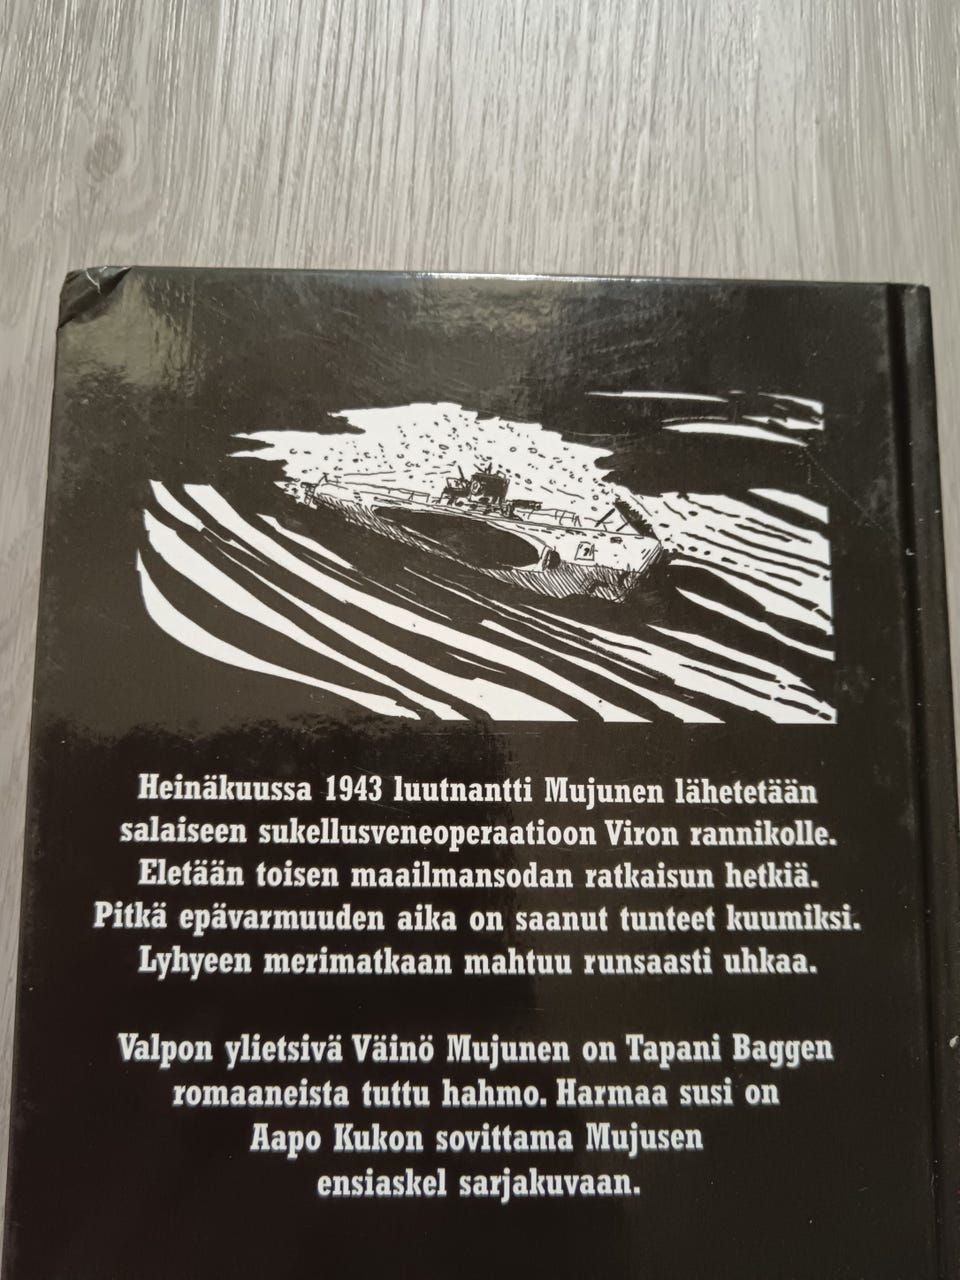 Heinäkuussa 1943 luutnantti Mujunen lähetetään
salaiseen sukellusveneoperaatioon Viron rannikolle.
Eletään toisen maailmansodan ratkaisun hetkiä.
Pitkä epävarmuuden aika on saanut tunteet kuumiksi.
Lyhyeen merimatkaan mahtuu runsaasti uhkaa.
Valpon ylietsivä Väinö Mujunen on Tapani Baggen
romaaneista tuttu hahmo. Harmaa susi on
Aapo Kukon sovittama Mujusen
ensiaskel sarjakuvaan.